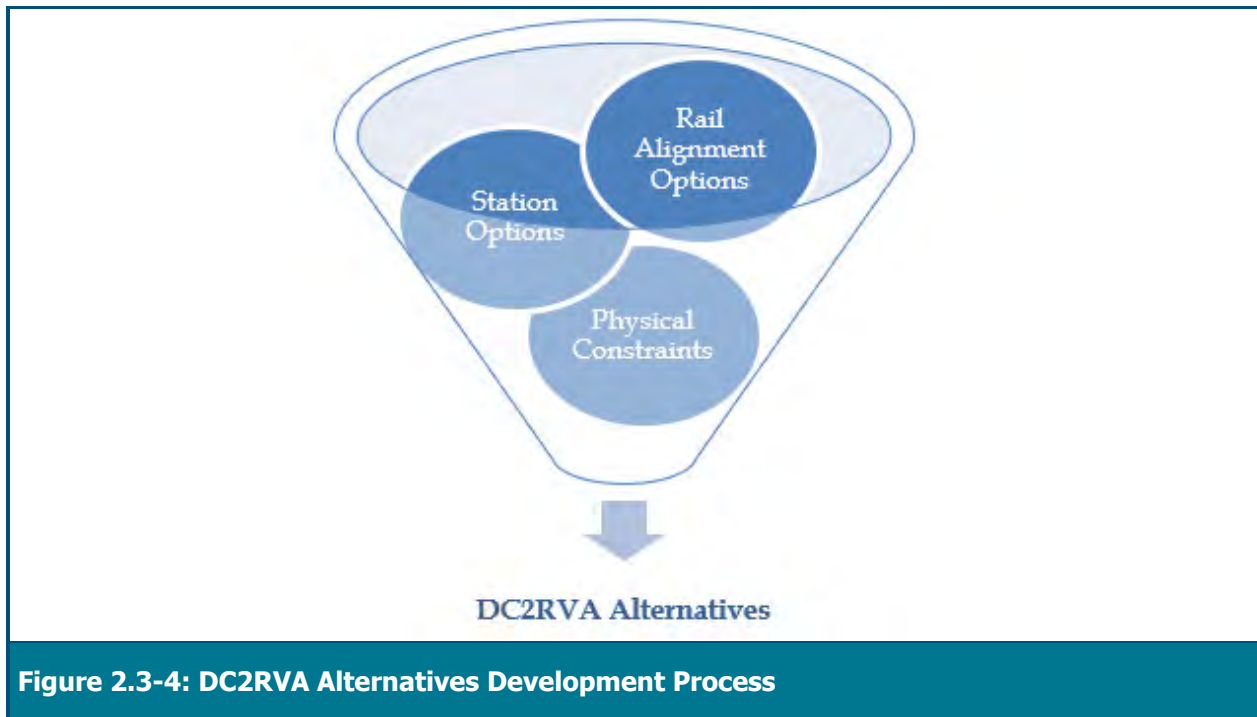 Rail
Alignment
Options
Station
Options
Physical
Constraints
DC2RVA Alternatives
Figure 2.3-4: DC2RVA Alternatives Development Process